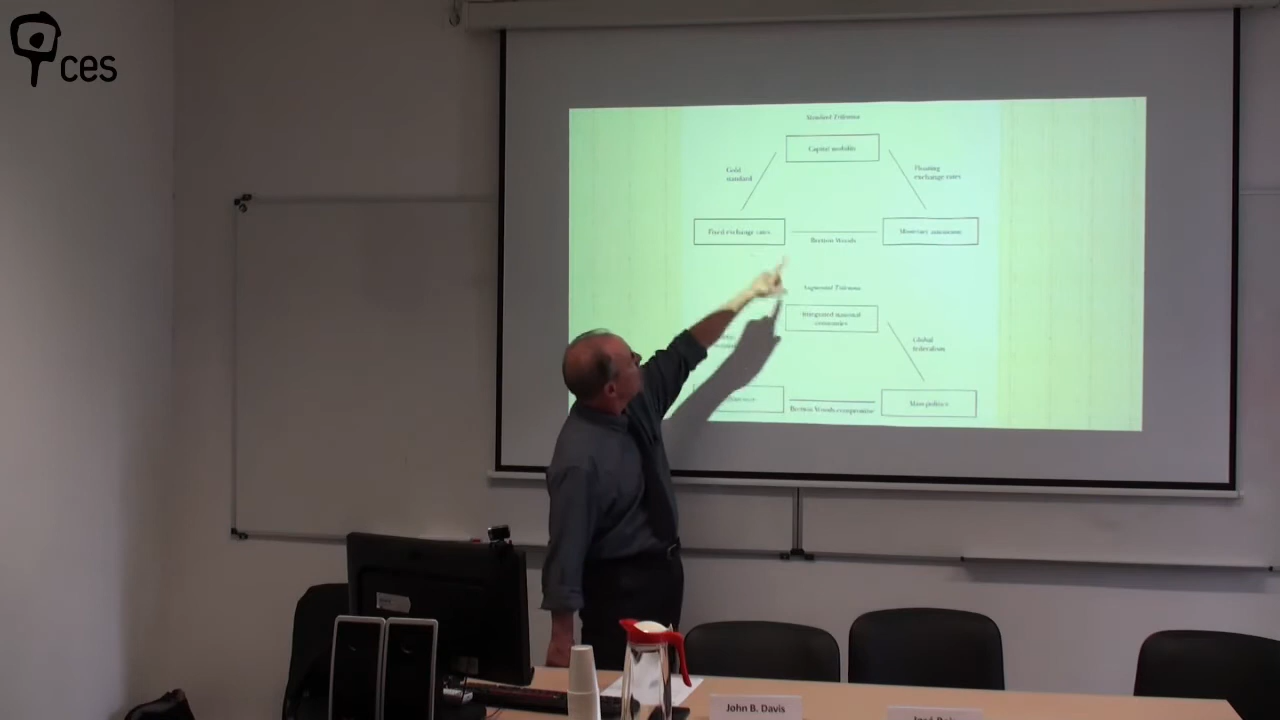 ces
Standard Trilemma
Capital mobility
Gold
standard
Floating
exchange rates
Fixed exchange rates
Monetary autonomy
Bretton Woods
Augmented Trilemma
Integrated national
economies
Global
federalism
Bretton Woods compromise
Mass politics
John B. Davis
José